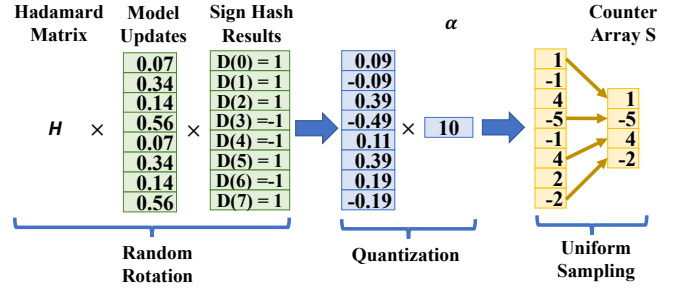 Hadamard Matrix
Model Updates
Sign Hash Results
α
Counter Array S
H × × × 10
0.07
0.34
0.14
0.56
0.07
0.34
0.14
0.56
D(0) = 1
D(1) = 1
D(2) = 1
D(3) =-1
D(4) =-1
D(5) = 1
D(6) =-1
D(7) = 1
0.09
-0.09
0.39
-0.49
0.11
0.39
0.19
-0.19
1
-1
4
-5
-1
4
2
-2
1
-5
4
-2
Random Rotation
Quantization
Uniform Sampling